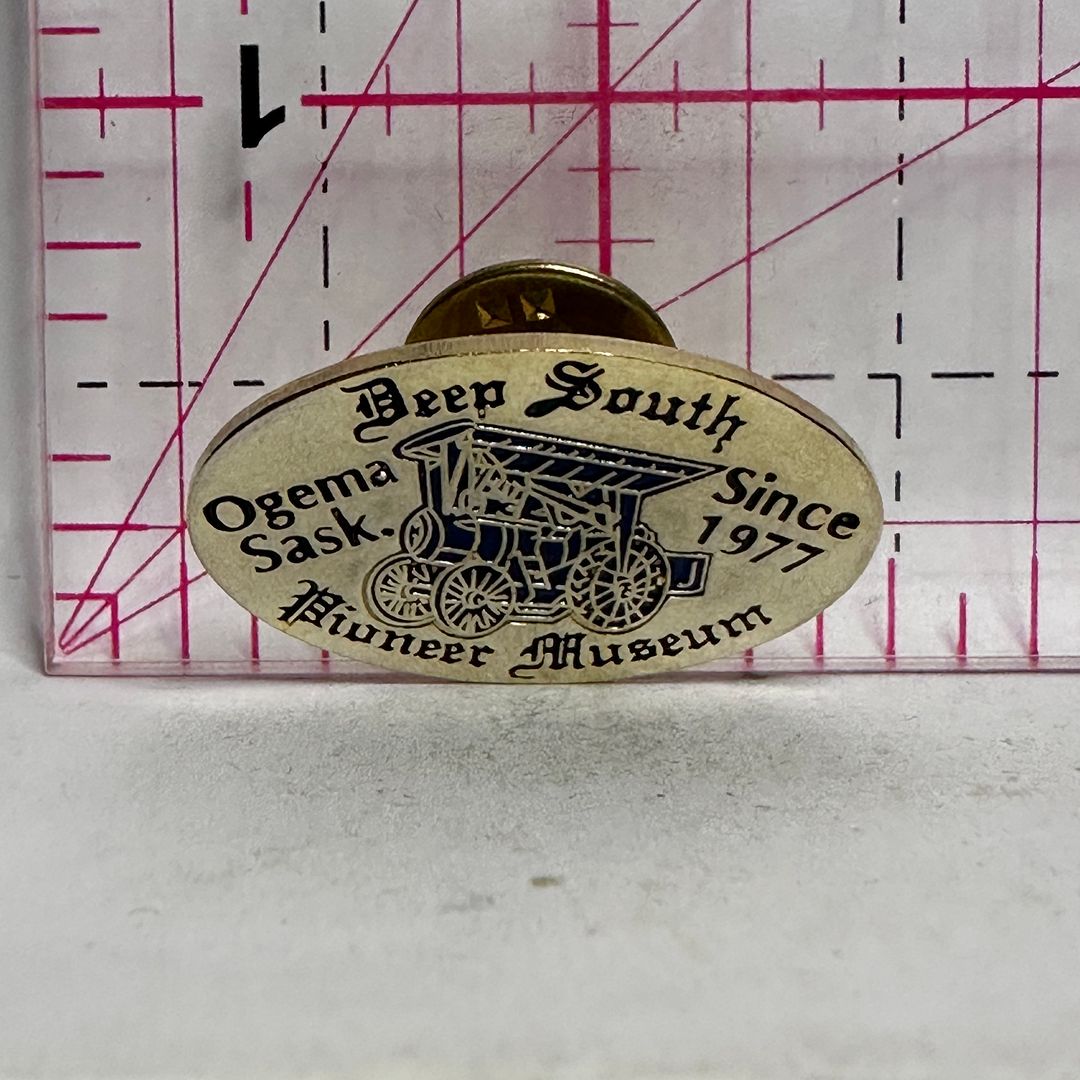 1
Deep South
Ogema
Sask.
Since
1977
Pioneer Museum